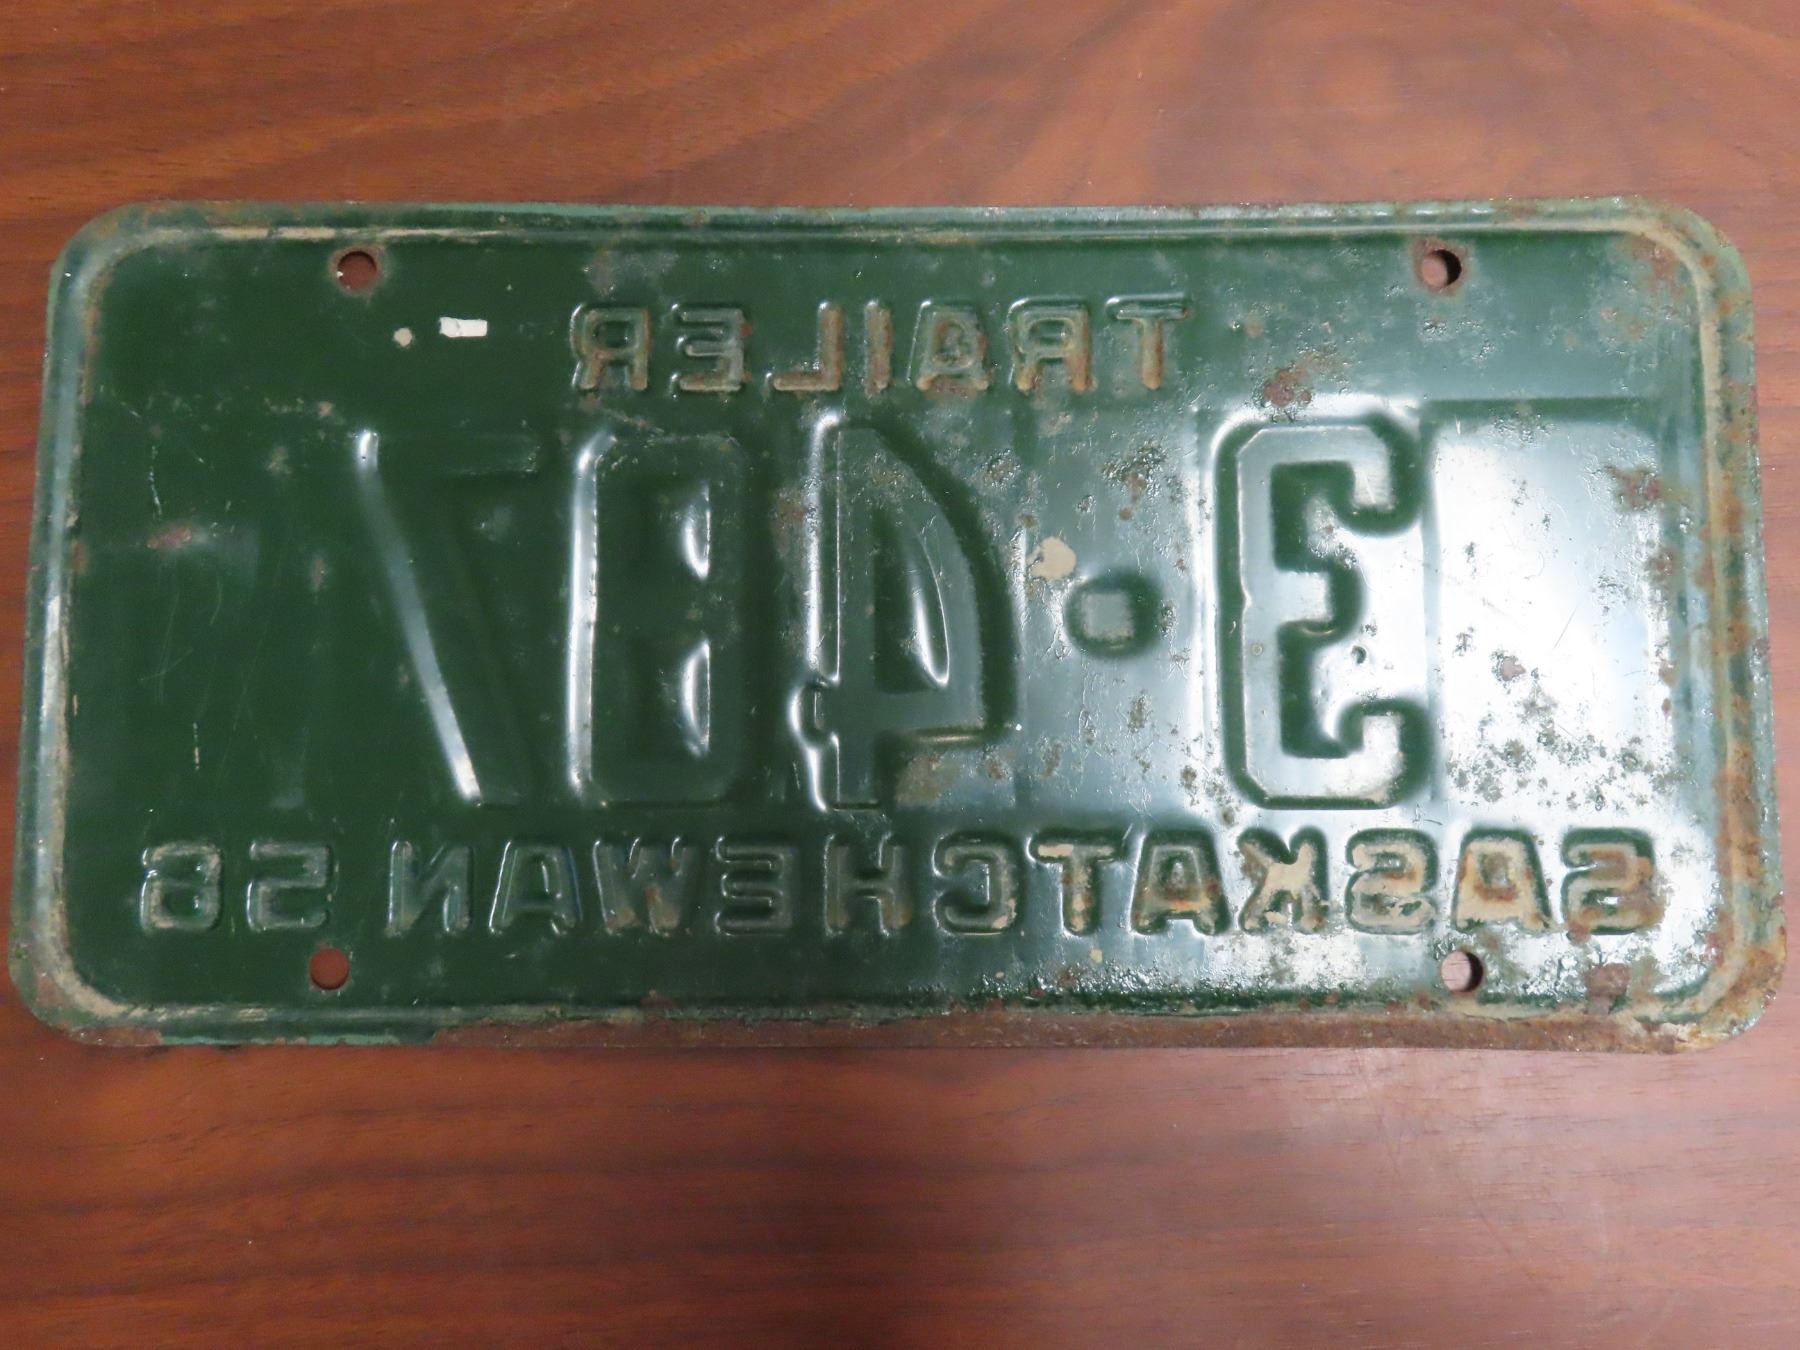 TRAILER
3•487
SASKATCHEWAN 58